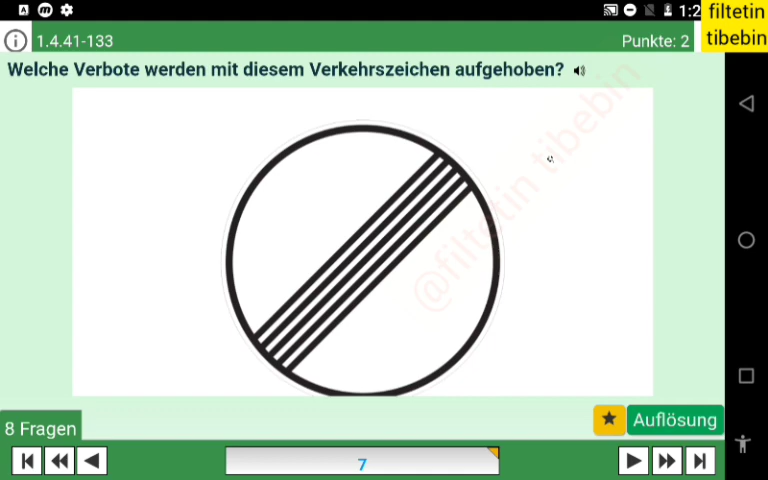 1:2
filtetin
tibebin
1.4.41-133
Punkte: 2
Welche Verbote werden mit diesem Verkehrszeichen aufgehoben?
@filtetin tibebin
Auflösung
8 Fragen
7